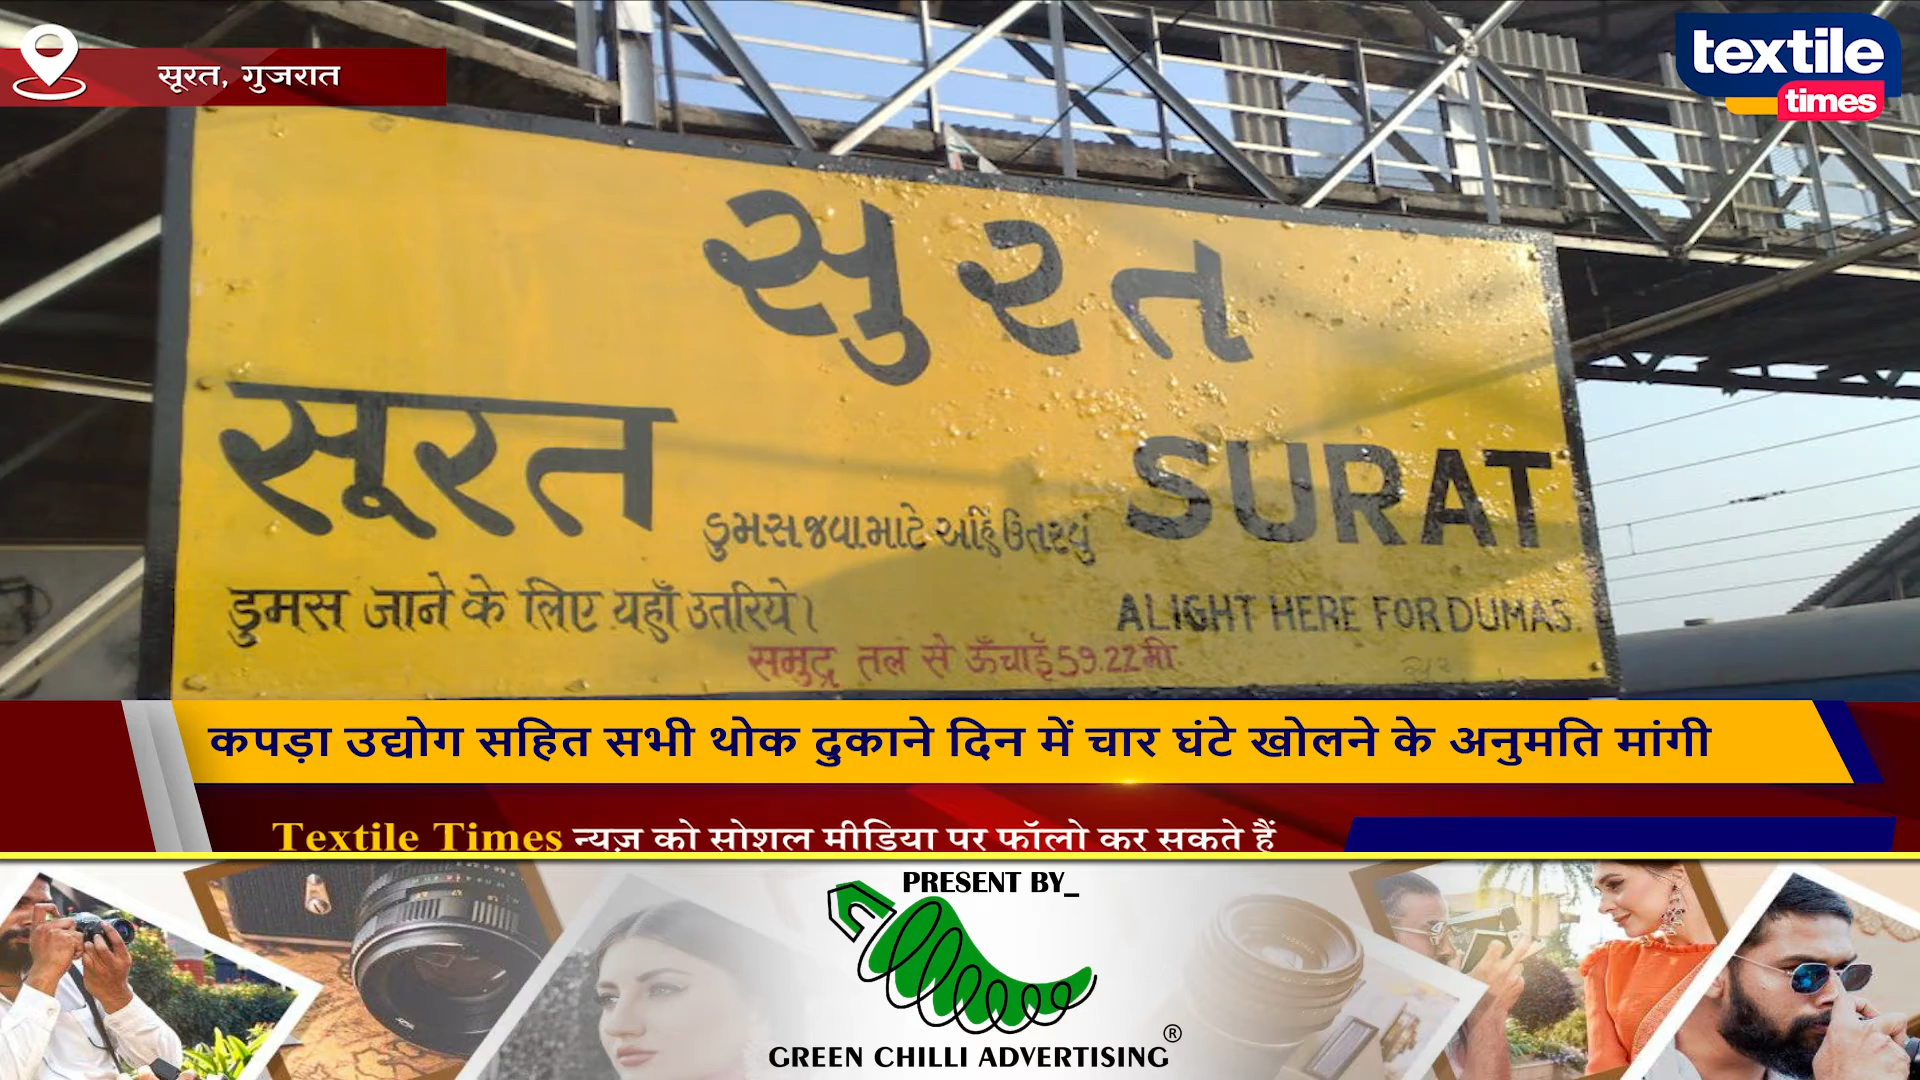 सूरत, गुजरात
textile
times
સુરત
सूरत
SURAT
ડુમસ જવા માટે અહિં ઉતરવું
डुमस जाने के लिए यहाँ उतरिये।
ALIGHT HERE FOR DUMAS.
समुद्र तल से ऊँचाई 59.22 मी
कपड़ा उद्योग सहित सभी थोक दुकाने दिन में चार घंटे खोलने के अनुमति मांगी
Textile Times न्यज़ को सोशल मीडिया पर फॉलो कर सकते हैं
PRESENT BY_
GREEN CHILLI ADVERTISING®